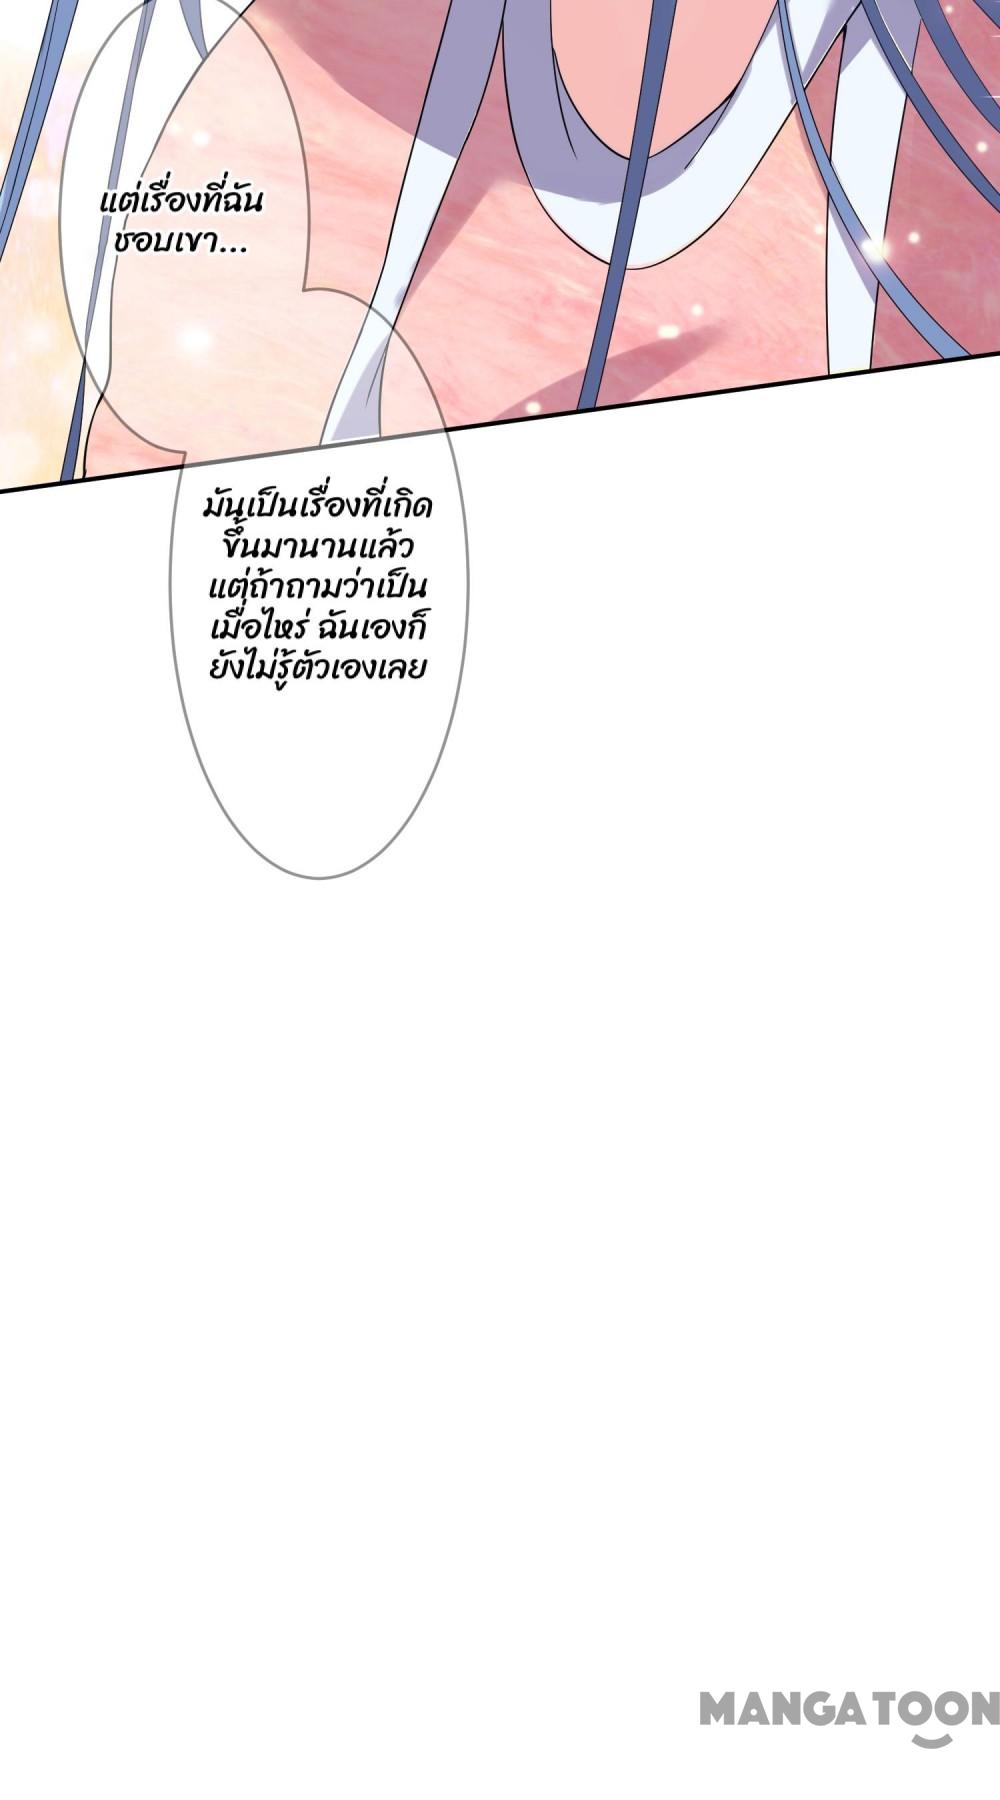 แต่เรื่องที่ฉัน
ชอบเขา...
มันเป็นเรื่องที่เกิด
ขึ้นมานานแล้ว
แต่ถ้าถามว่าเป็น
เมื่อไหร่ ฉันเองก็
ยังไม่รู้ตัวเองเลย
MANGATOON